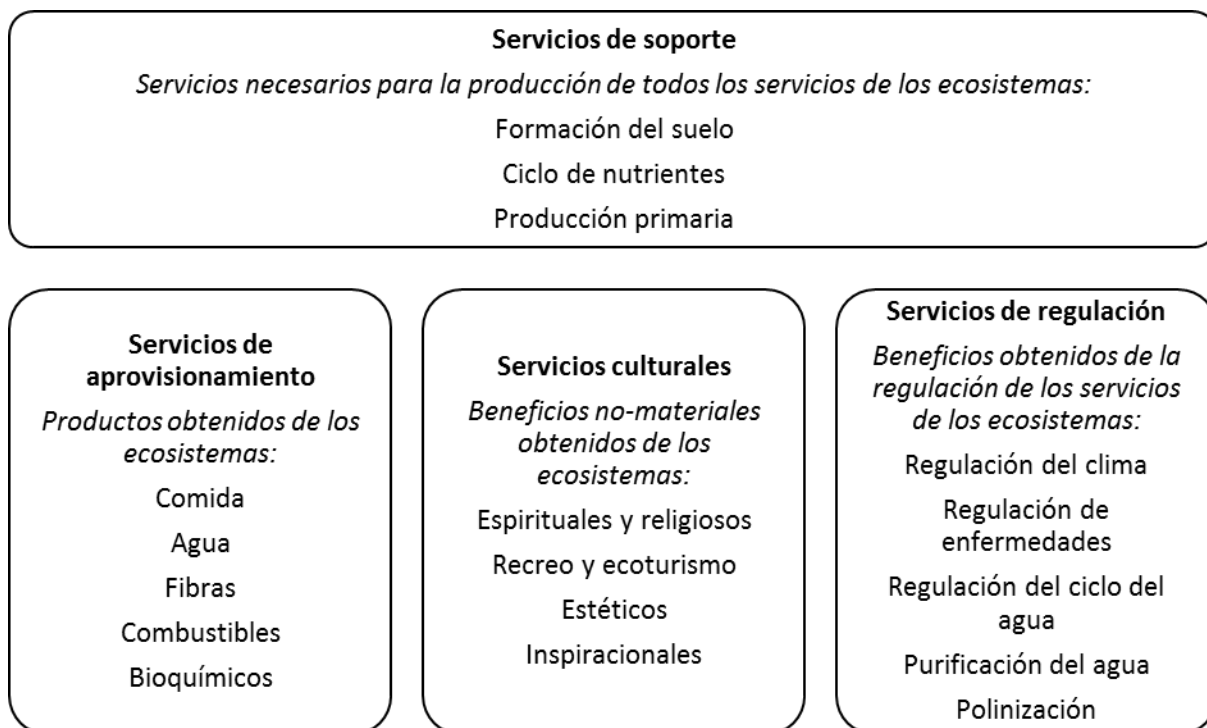 Servicios de soporte
Servicios necesarios para la producción de todos los servicios de los ecosistemas:
Formación del suelo
Ciclo de nutrientes
Producción primaria
Servicios de
aprovisionamiento
Productos obtenidos de los
ecosistemas:
Comida
Agua
Fibras
Combustibles
Bioquímicos
Servicios culturales
Beneficios no-materiales
obtenidos de los
ecosistemas:
Espirituales y religiosos
Recreo y ecoturismo
Estéticos
Inspiracionales
Servicios de regulación
Beneficios obtenidos de la
regulación de los servicios
de los ecosistemas:
Regulación del clima
Regulación de
enfermedades
Regulación del ciclo del
agua
Purificación del agua
Polinización